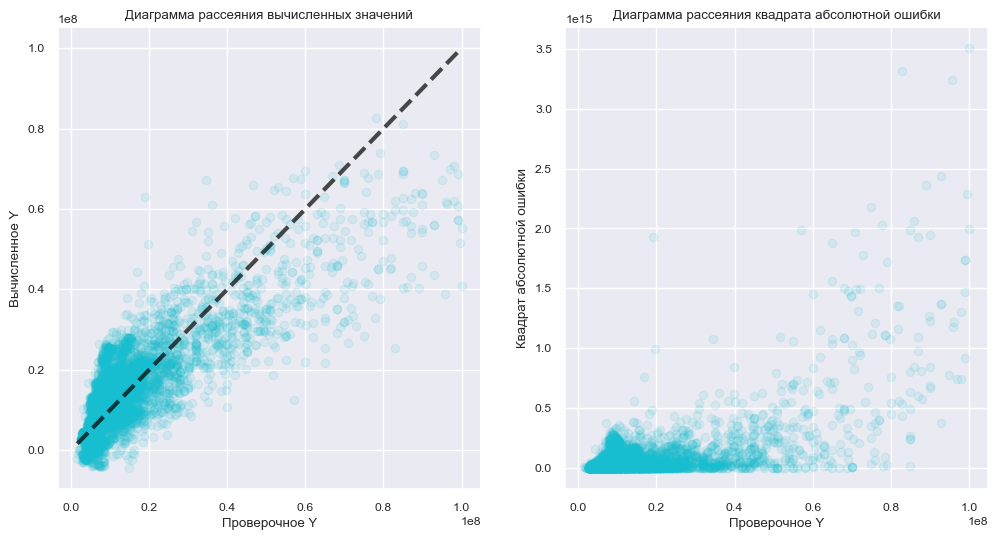 Диаграмма рассеяния вычисленных значений
1e8
1.0
0.8
0.6
0.4
0.2
0.0
Вычисленное Y
0.0 0.2 0.4 0.6 0.8 1.0
Проверочное Y
1e8
Диаграмма рассеяния квадрата абсолютной ошибки
1e15
3.5
3.0
2.5
2.0
1.5
1.0
0.5
0.0
Квадрат абсолютной ошибки
0.0 0.2 0.4 0.6 0.8 1.0
Проверочное Y
1e8